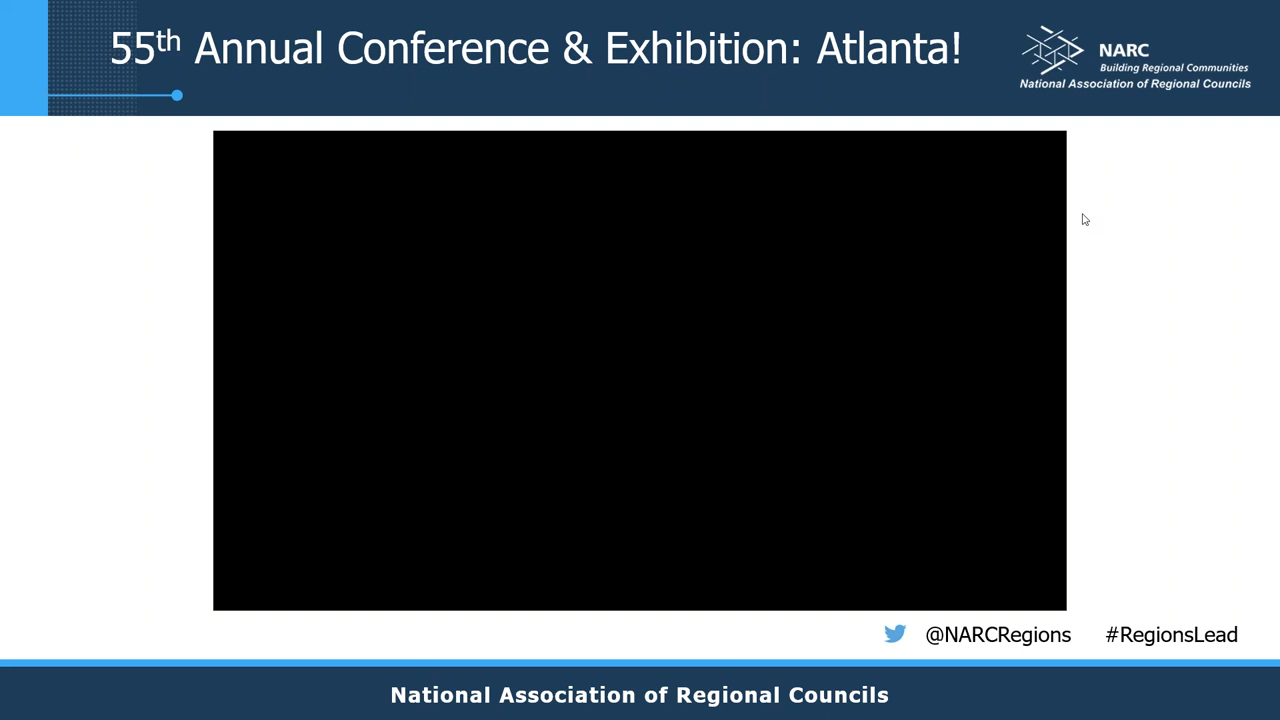 55th Annual Conference & Exhibition: Atlanta!
NARC
Building Regional Communities
National Association of Regional Councils
@NARCRegions #RegionsLead
National Association of Regional Councils